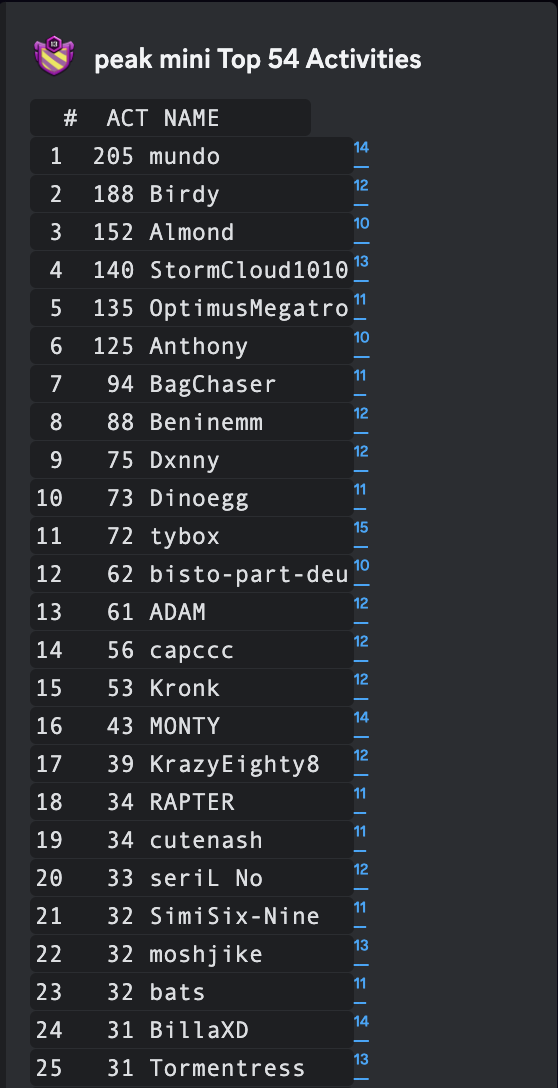 peak mini Top 54 Activities
# ACT NAME
1 205 mundo 14
2 188 Birdy 12
3 152 Almond 10
4 140 StormCloud1010 13
5 135 OptimusMegatro 11
6 125 Anthony 10
7 94 BagChaser 11
8 88 Beninemm 12
9 75 Dxnny 12
10 73 Dinoegg 11
11 72 tybox 15
12 62 bisto-part-deu 10
13 61 ADAM 12
14 56 capccc 12
15 53 Kronk 12
16 43 MONTY 14
17 39 KrazyEighty8 12
18 34 RAPTER 11
19 34 cutenash 11
20 33 seriL No 12
21 32 SimiSix-Nine 11
22 32 moshjike 13
23 32 bats 11
24 31 BillaXD 14
25 31 Tormentress 13